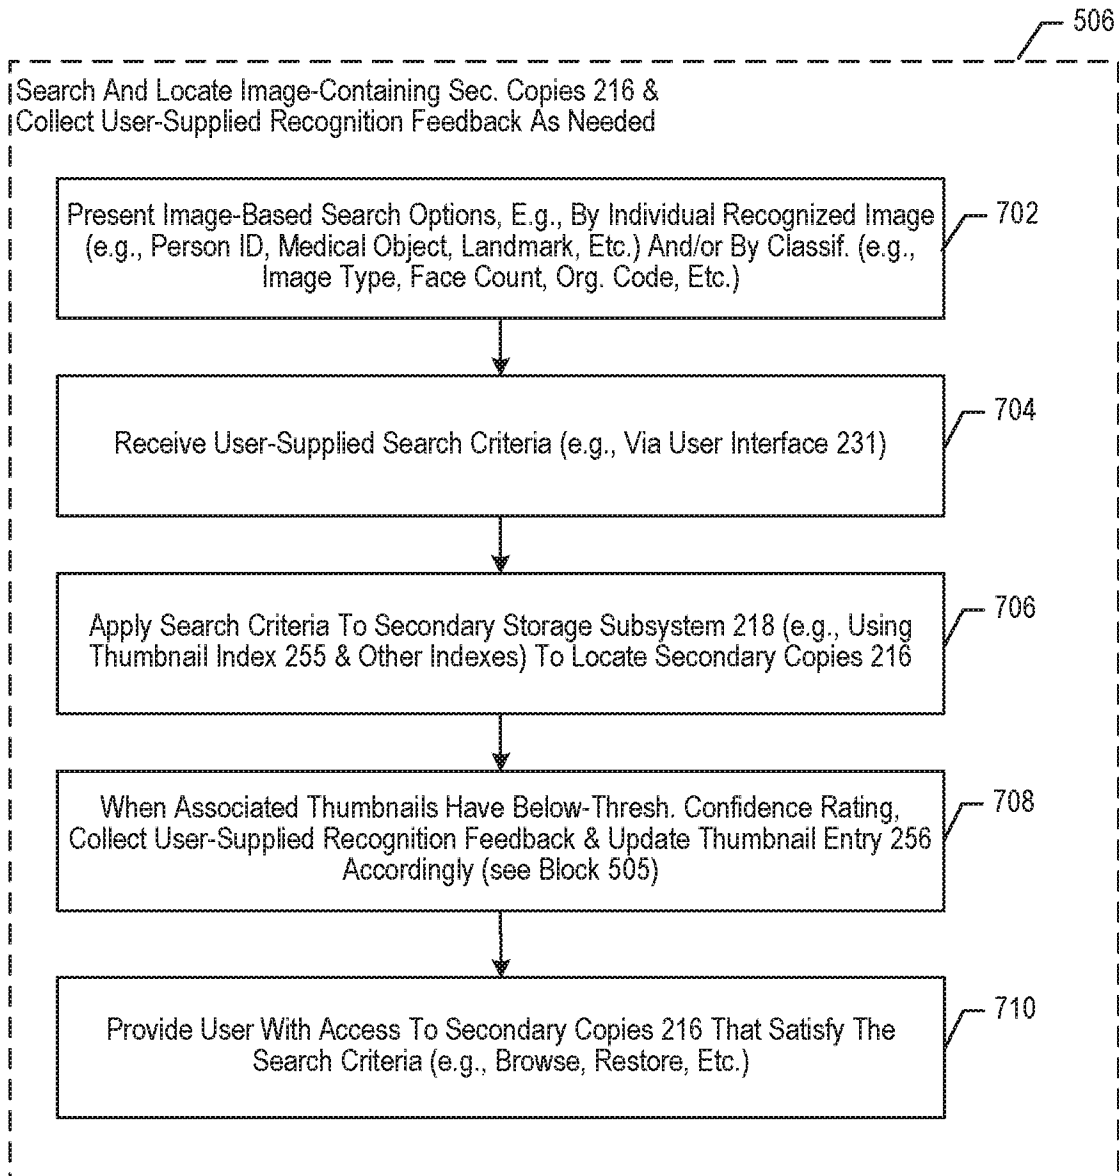 506
Search And Locate Image-Containing Sec. Copies 216 &
Collect User-Supplied Recognition Feedback As Needed
Present Image-Based Search Options, E.g., By Individual Recognized Image
(e.g., Person ID, Medical Object, Landmark, Etc.) And/or By Classif. (e.g.,
Image Type, Face Count, Org. Code, Etc.)
702
Receive User-Supplied Search Criteria (e.g., Via User Interface 231)
704
Apply Search Criteria To Secondary Storage Subsystem 218 (e.g., Using
Thumbnail Index 255 & Other Indexes) To Locate Secondary Copies 216
706
When Associated Thumbnails Have Below-Thresh. Confidence Rating,
Collect User-Supplied Recognition Feedback & Update Thumbnail Entry 256
Accordingly (see Block 505)
708
Provide User With Access To Secondary Copies 216 That Satisfy The
Search Criteria (e.g., Browse, Restore, Etc.)
710